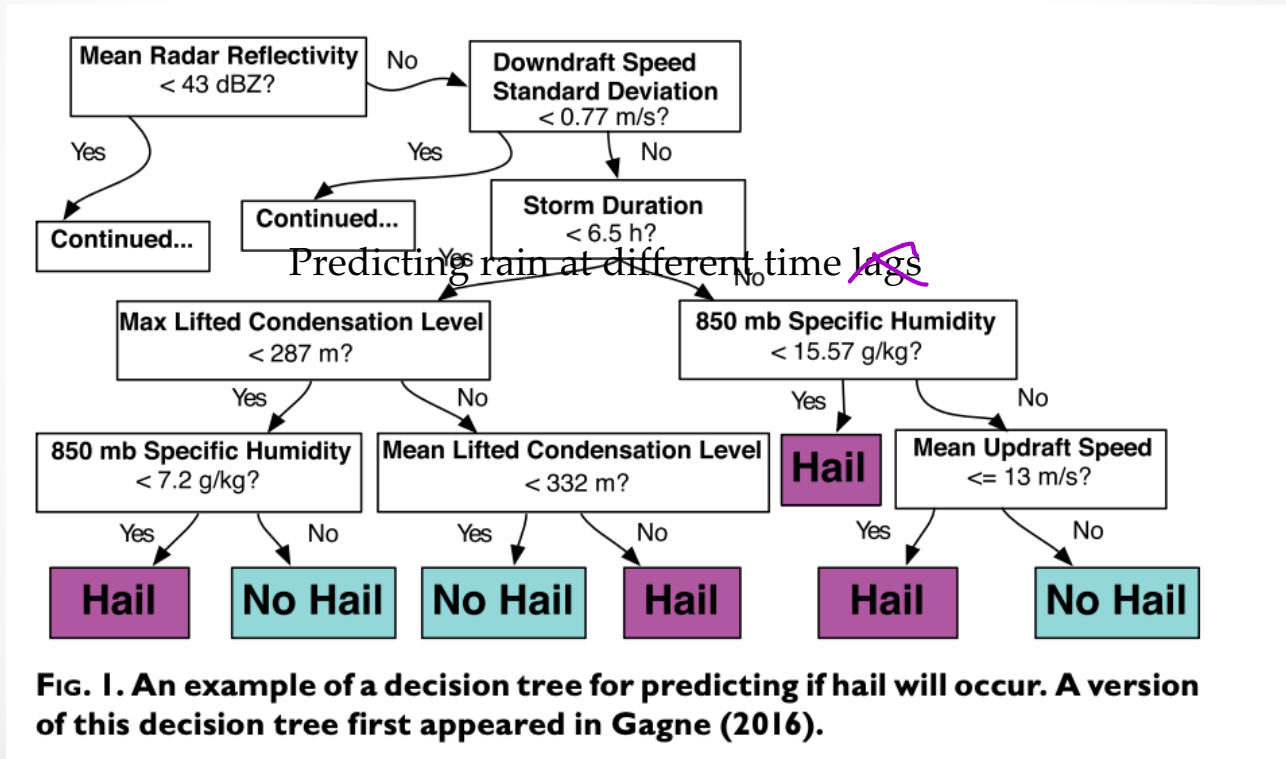 Mean Radar Reflectivity
< 43 dBZ?
No
Downdraft Speed
Standard Deviation
< 0.77 m/s?
Yes
Yes
No
Continued...
Continued...
Storm Duration
< 6.5 h?
Predicting rain at different time lags
Yes
No
Max Lifted Condensation Level
< 287 m?
850 mb Specific Humidity
< 15.57 g/kg?
Yes
No
Yes
No
850 mb Specific Humidity
< 7.2 g/kg?
Mean Lifted Condensation Level
< 332 m?
Hail
Mean Updraft Speed
<= 13 m/s?
Yes
No
Yes
No
Yes
No
Hail
No Hail
No Hail
Hail
Hail
No Hail
FIG. 1. An example of a decision tree for predicting if hail will occur. A version
of this decision tree first appeared in Gagne (2016).